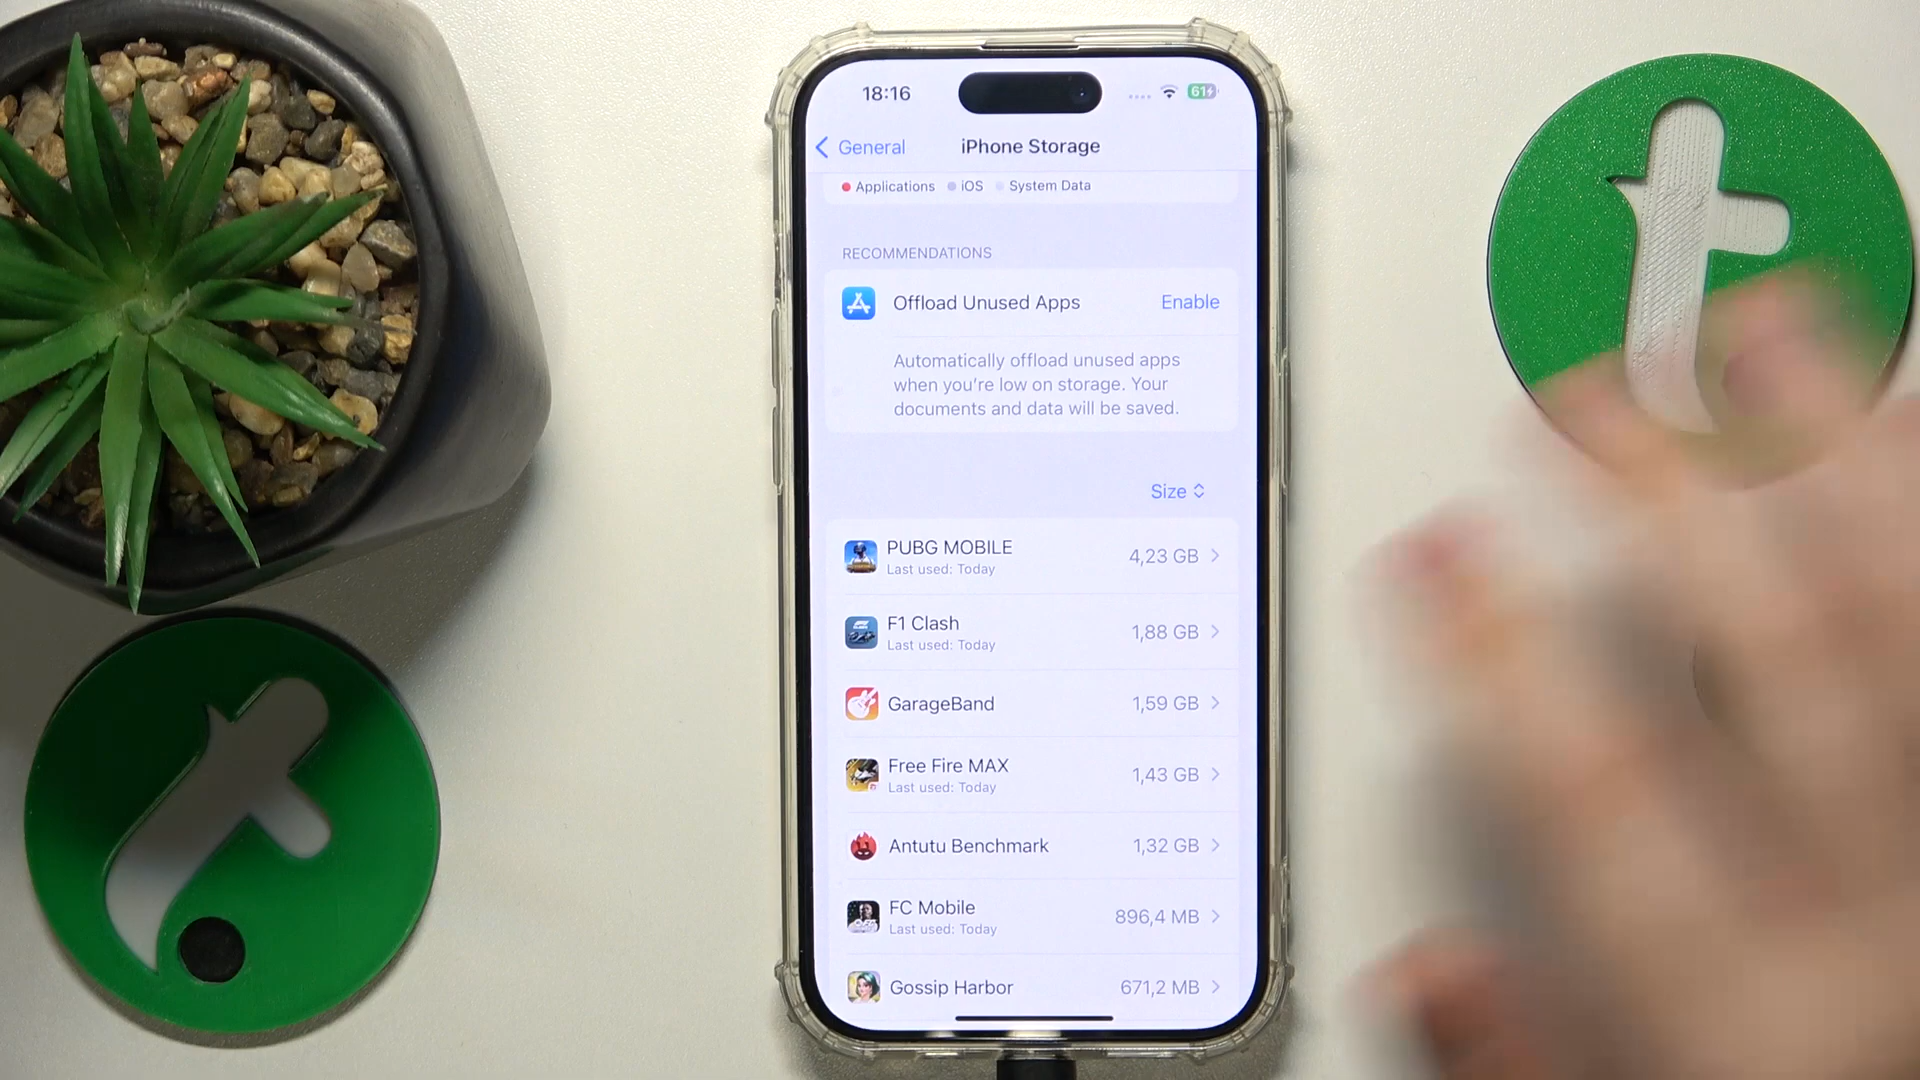 18:16
61
General
iPhone Storage
Applications iOS System Data
RECOMMENDATIONS
Offload Unused Apps
Enable
Automatically offload unused apps
when you're low on storage. Your
documents and data will be saved.
Size
PUBG MOBILE
Last used: Today
4,23 GB
F1 Clash
Last used: Today
1,88 GB
GarageBand
1,59 GB
Free Fire MAX
Last used: Today
1,43 GB
Antutu Benchmark
1,32 GB
FC Mobile
Last used: Today
896,4 MB
Gossip Harbor
671,2 MB